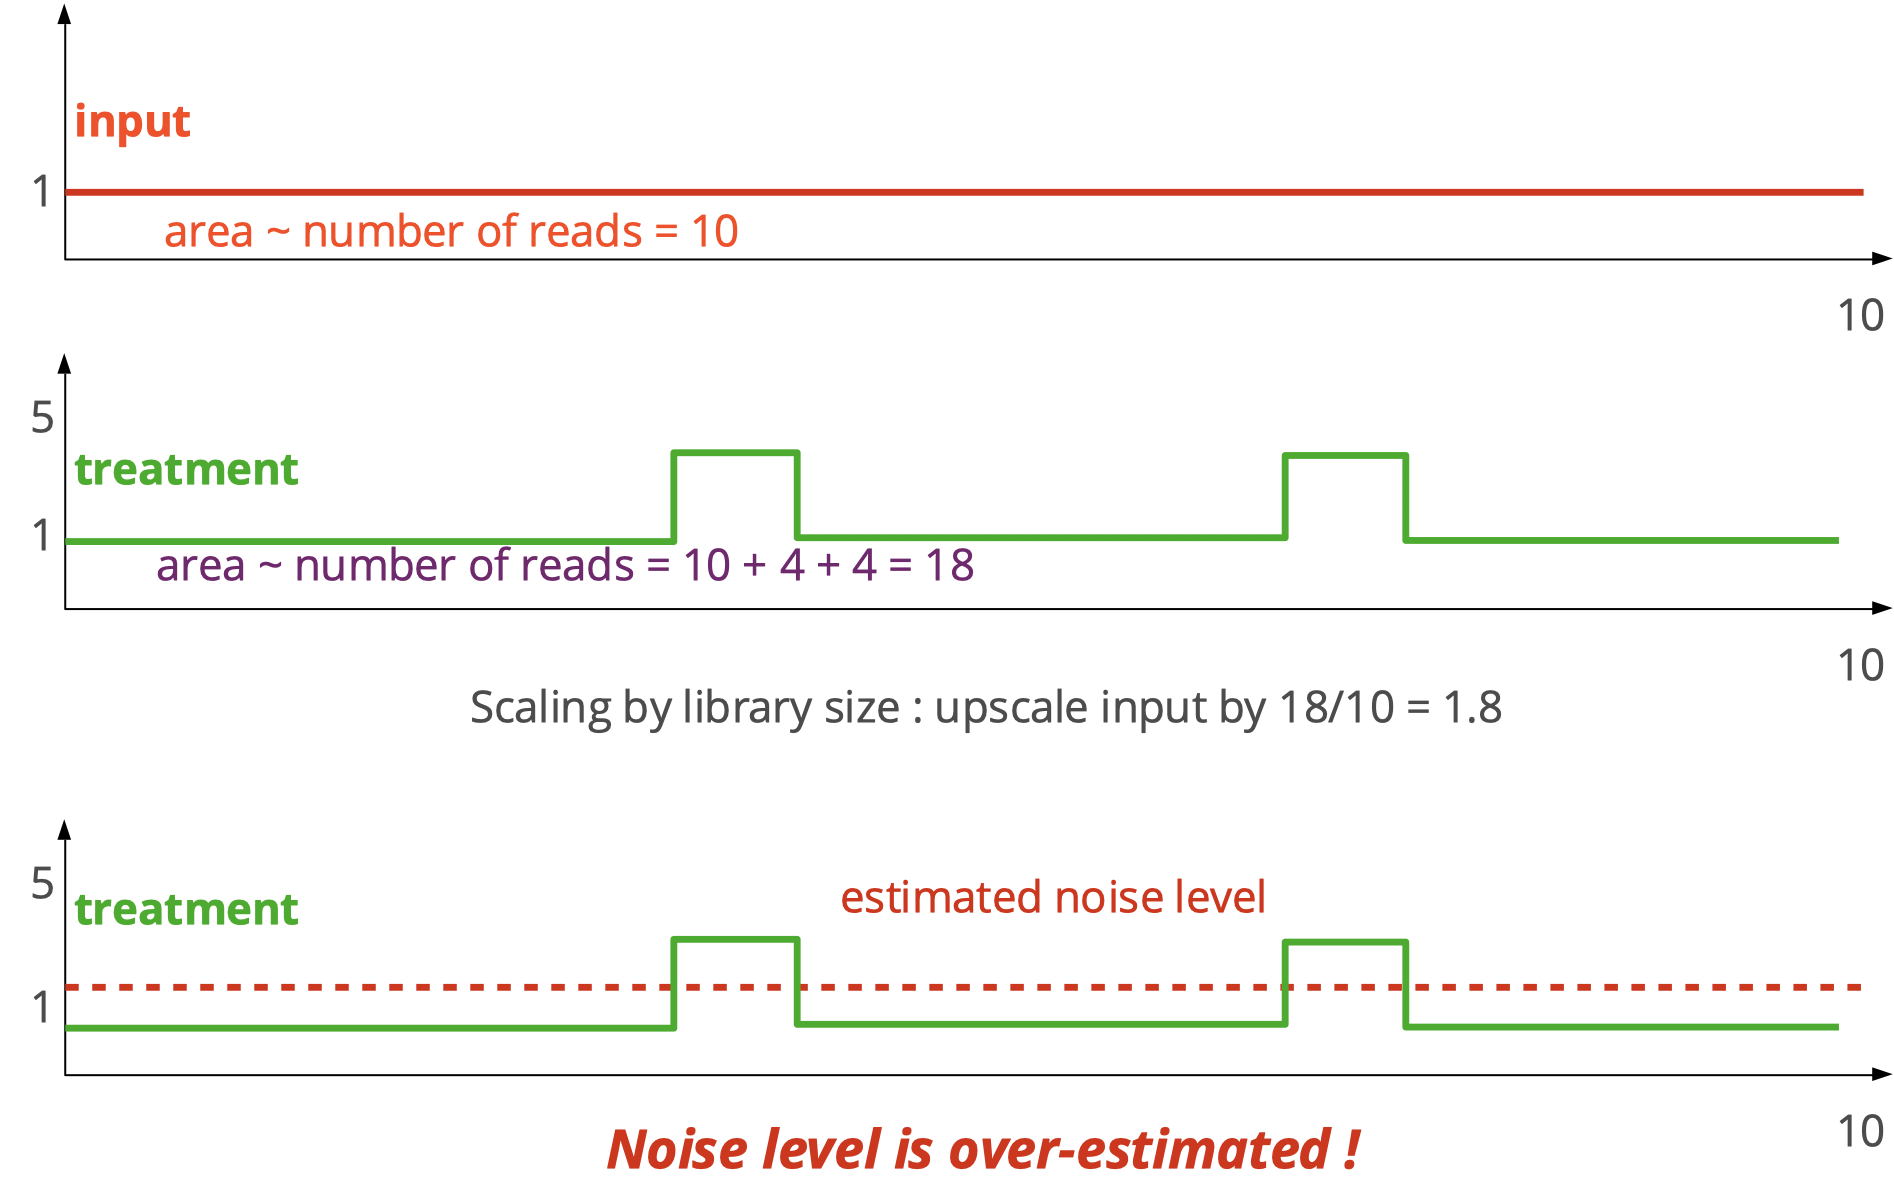 input
1
area ~ number of reads = 10
10
5
treatment
1
area ~ number of reads = 10 + 4 + 4 = 18
10
Scaling by library size : upscale input by 18/10 = 1.8
5
estimated noise level
treatment
1
10
Noise level is over-estimated !